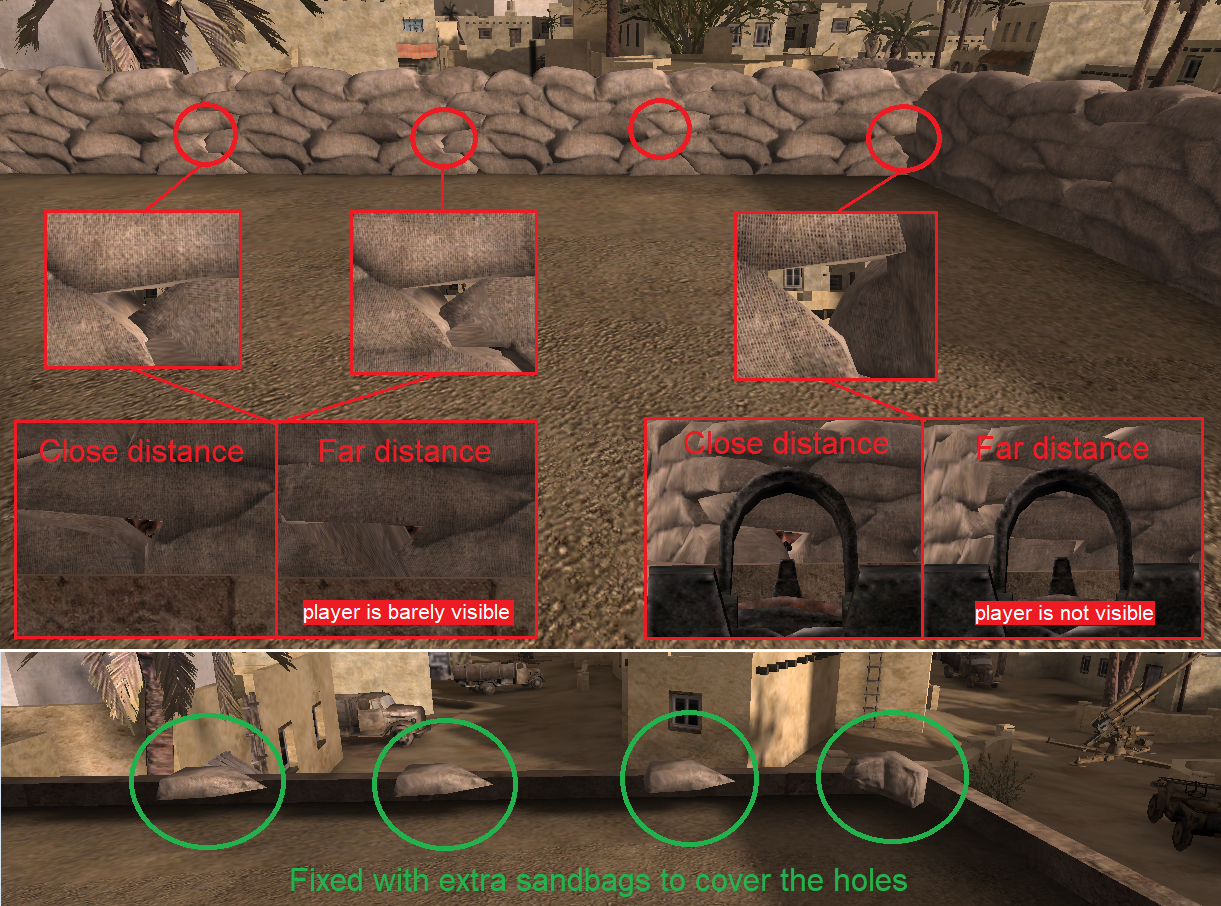 Close distance
Far distance
player is barely visible
Close distance
Far distance
player is not visible
Fixed with extra sandbags to cover the holes